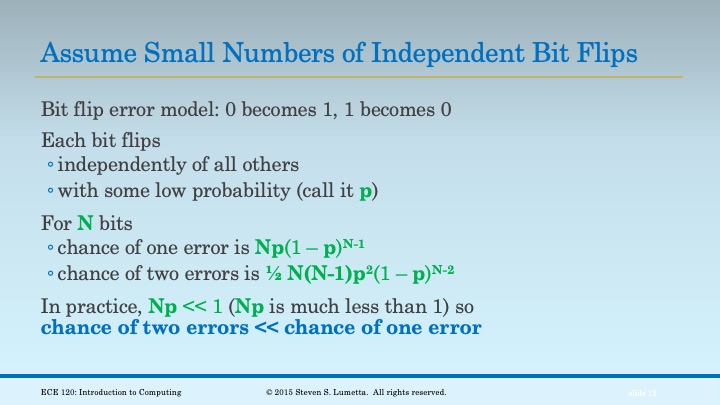 Assume Small Numbers of Independent Bit Flips
Bit flip error model: 0 becomes 1, 1 becomes 0
Each bit flips
◦ independently of all others
◦ with some low probability (call it p)
For N bits
◦ chance of one error is Np(1 – p)ᴺ⁻¹
◦ chance of two errors is ½ N(N-1)p²(1 – p)ᴺ⁻²
In practice, Np << 1 (Np is much less than 1) so
chance of two errors << chance of one error
ECE 120: Introduction to Computing
© 2015 Steven S. Lumetta. All rights reserved.